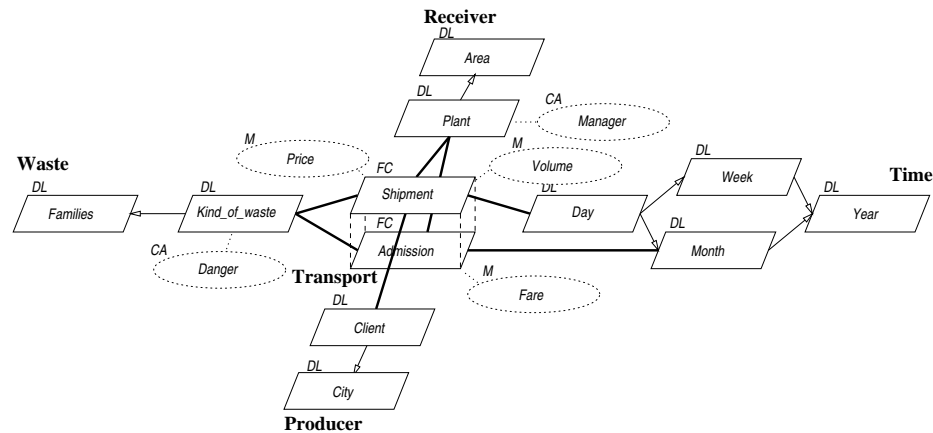 Receiver
DL
Area
DL
Plant
CA
Manager
M
Price
M
Volume
Waste
FC
Shipment
DL
Week
Time
DL
Families
DL
Kind_of_waste
DL
Day
DL
Year
FC
Admission
DL
Month
CA
Danger
Transport
M
Fare
DL
Client
DL
City
Producer